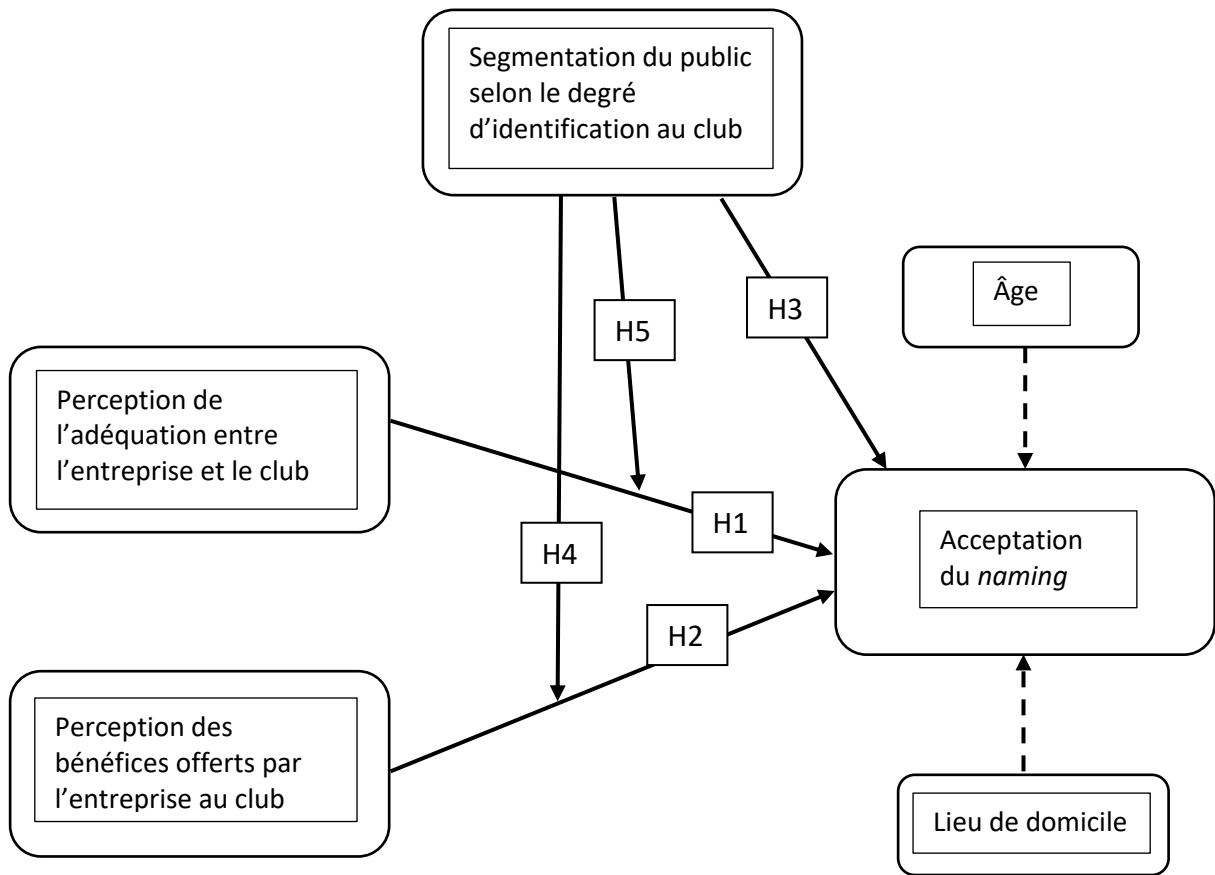 Segmentation du public
selon le degré
d’identification au club
Âge
H3
H5
Perception de
l’adéquation entre
l’entreprise et le club
H1
H4
Acceptation
du naming
H2
Perception des
bénéfices offerts par
l’entreprise au club
Lieu de domicile